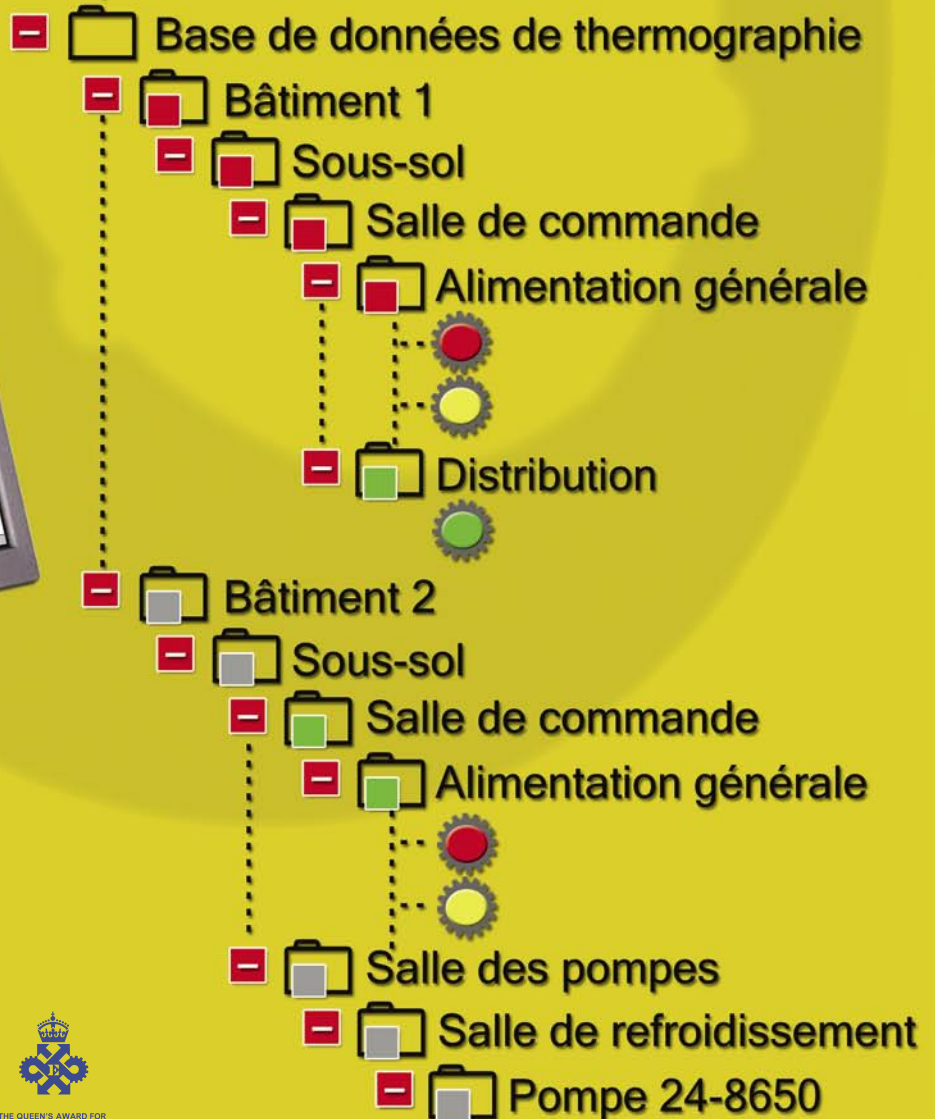 Base de données de thermographie
Bâtiment 1
Sous-sol
Salle de commande
Alimentation générale
Distribution
Bâtiment 2
Sous-sol
Salle de commande
Alimentation générale
Salle des pompes
Salle de refroidissement
Pompe 24-8650
E
THE QUEEN'S AWARD FOR